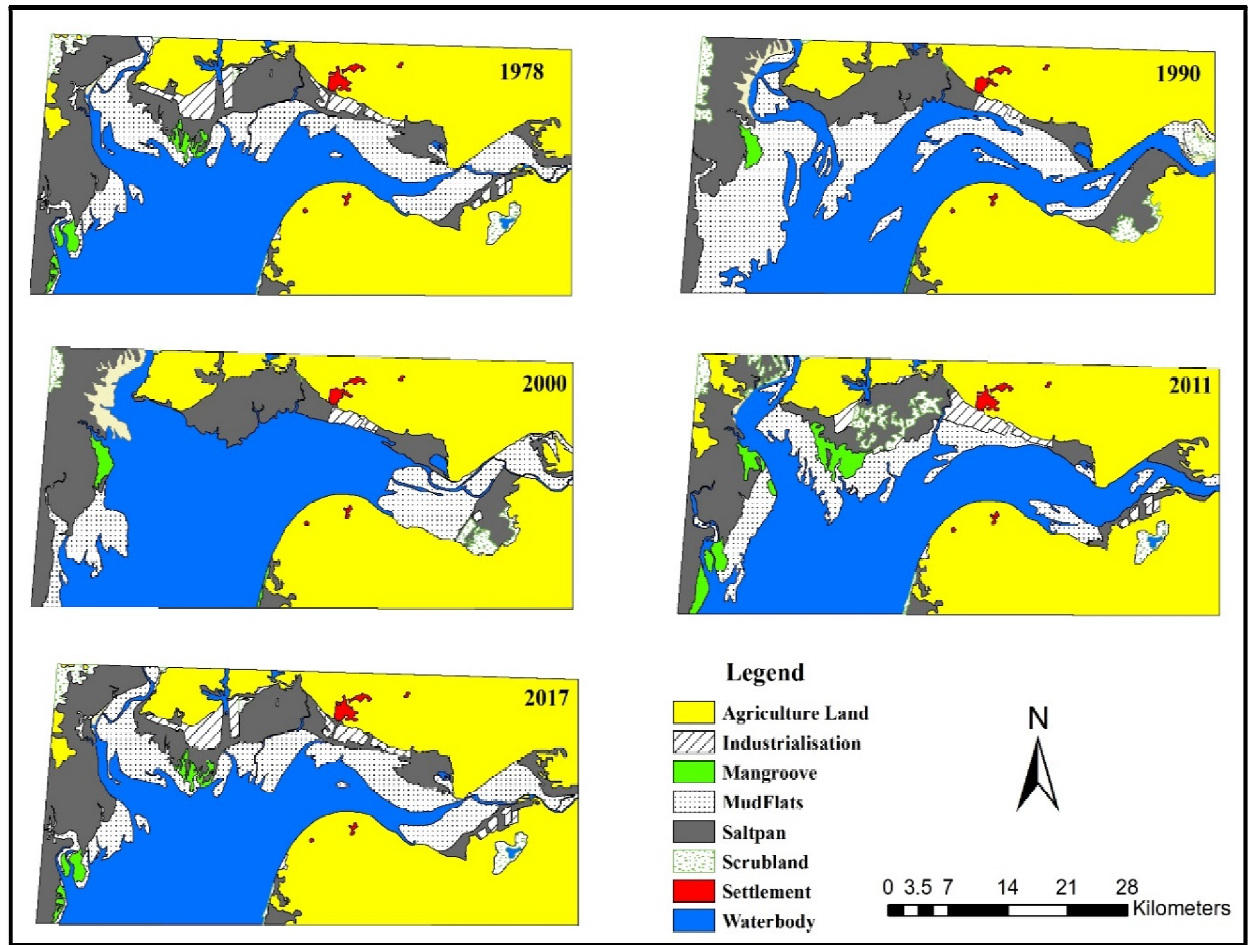 1978
1990
2000
2011
2017
Legend
Agriculture Land
Industrialisation
Mangroove
MudFlats
Saltpan
Scrubland
Settlement
Waterbody
N
0 3.5 7 14 21 28
Kilometers